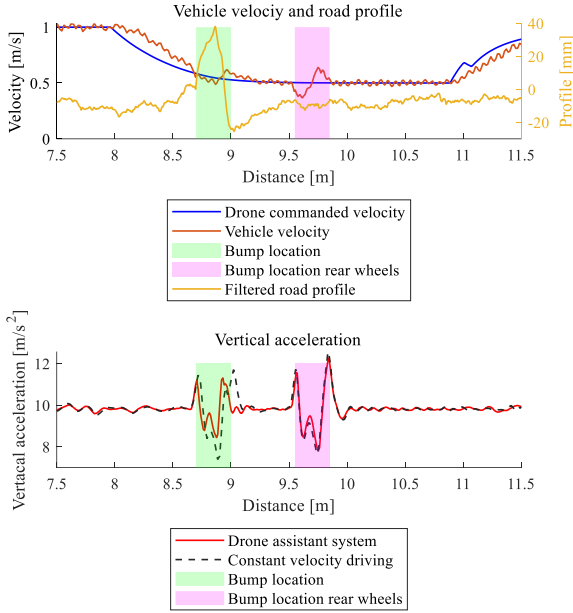 Vehicle velociy and road profile
Velocity [m/s]
1
0.5
0
40
20
0
-20
Profile [mm]
7.5 8 8.5 9 9.5 10 10.5 11 11.5
Distance [m]
Drone commanded velocity
Vehicle velocity
Bump location
Bump location rear wheels
Filtered road profile
Vertical acceleration
Vertacal acceleration [m/s²]
12
10
8
7.5 8 8.5 9 9.5 10 10.5 11 11.5
Distance [m]
Drone assistant system
Constant velocity driving
Bump location
Bump location rear wheels